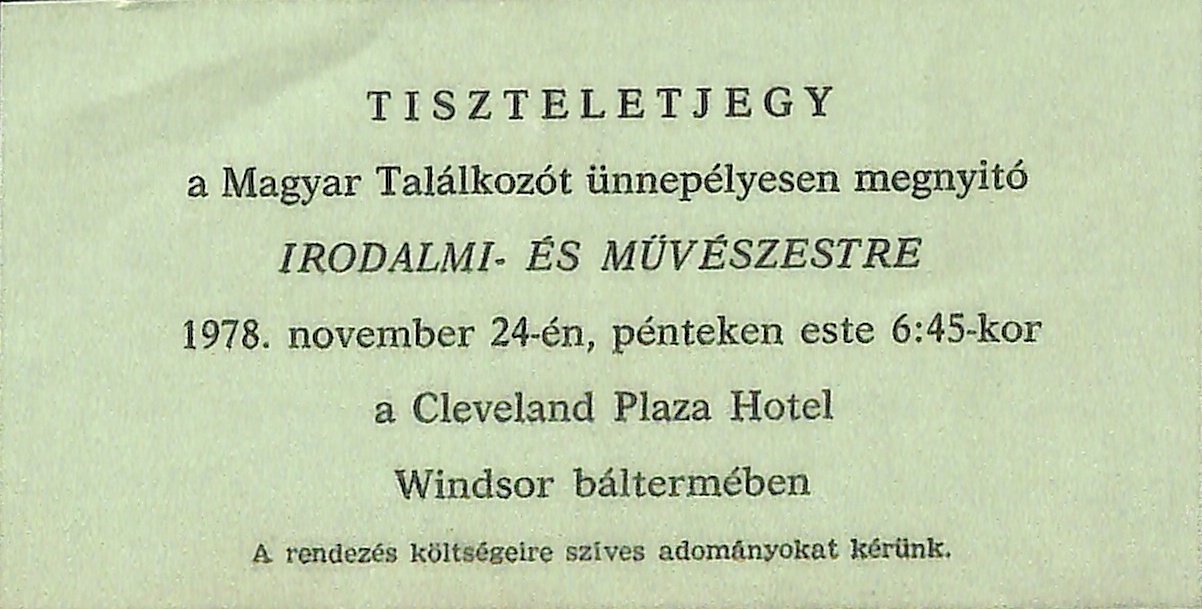 TISZTELETJEGY
a Magyar Találkozót ünnepélyesen megnyitó
IRODALMI- ÉS MÜVÉSZESTRE
1978. november 24-én, pénteken este 6:45-kor
a Cleveland Plaza Hotel
Windsor báltermében
A rendezés költségeire szíves adományokat kérünk.